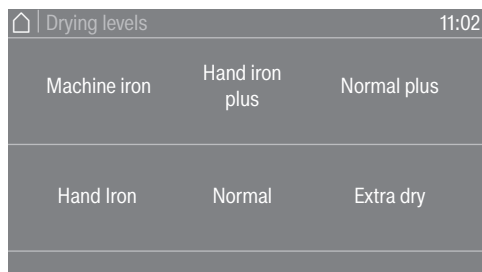 Drying levels 11:02
Machine iron
Hand iron
plus
Normal plus
Hand Iron
Normal
Extra dry